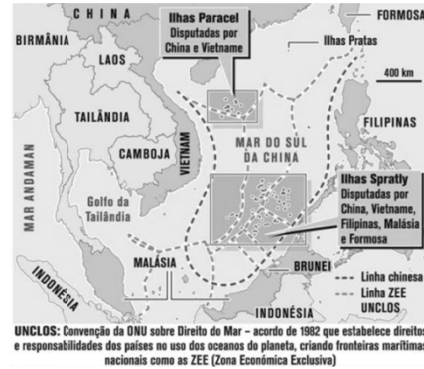 CHINA
FORMOSA
Ilhas Paracel
Disputadas por
China e Vietname
Ilhas Pratas
BIRMÂNIA
LAOS
400 km
TAILÂNDIA
VIETNAM
MAR DO SUL
DA CHINA
FILIPINAS
CAMBOJA
MAR ANDAMAN
Golfo da
Tailândia
Ilhas Spratly
Disputadas por
China, Vietname,
Filipinas, Malásia
e Formosa
MALÁSIA
BRUNEI
INDONÉSIA
INDONÉSIA
Linha chinesa
Linha ZEE
UNCLOS
UNCLOS: Convenção da ONU sobre Direito do Mar – acordo de 1982 que estabelece direitos
e responsabilidades dos países no uso dos oceanos do planeta, criando fronteiras marítimas
nacionais como as ZEE (Zona Económica Exclusiva)